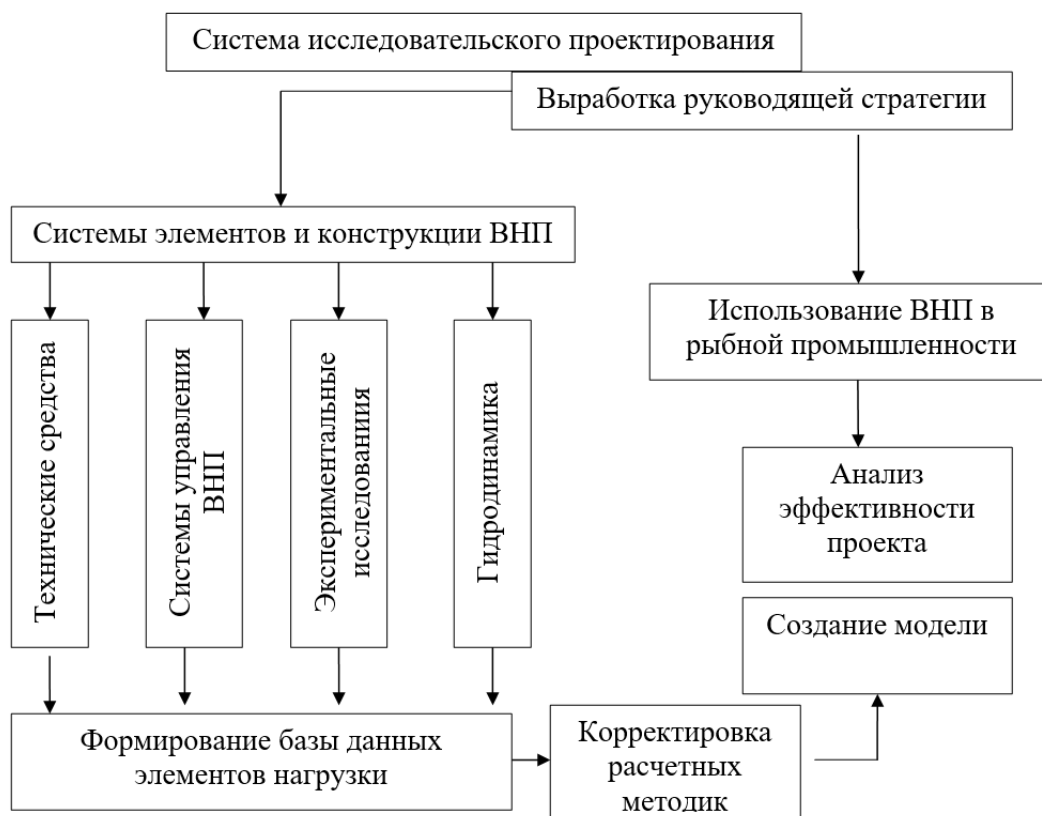 Система исследовательского проектирования
Выработка руководящей стратегии
Системы элементов и конструкции ВНП
Технические средства
Системы управления
ВНП
Экспериментальные
исследования
Гидродинамика
Использование ВНП в
рыбной промышленности
Анализ
эффективности
проекта
Создание модели
Формирование базы данных
элементов нагрузки
Корректировка
расчетных
методик